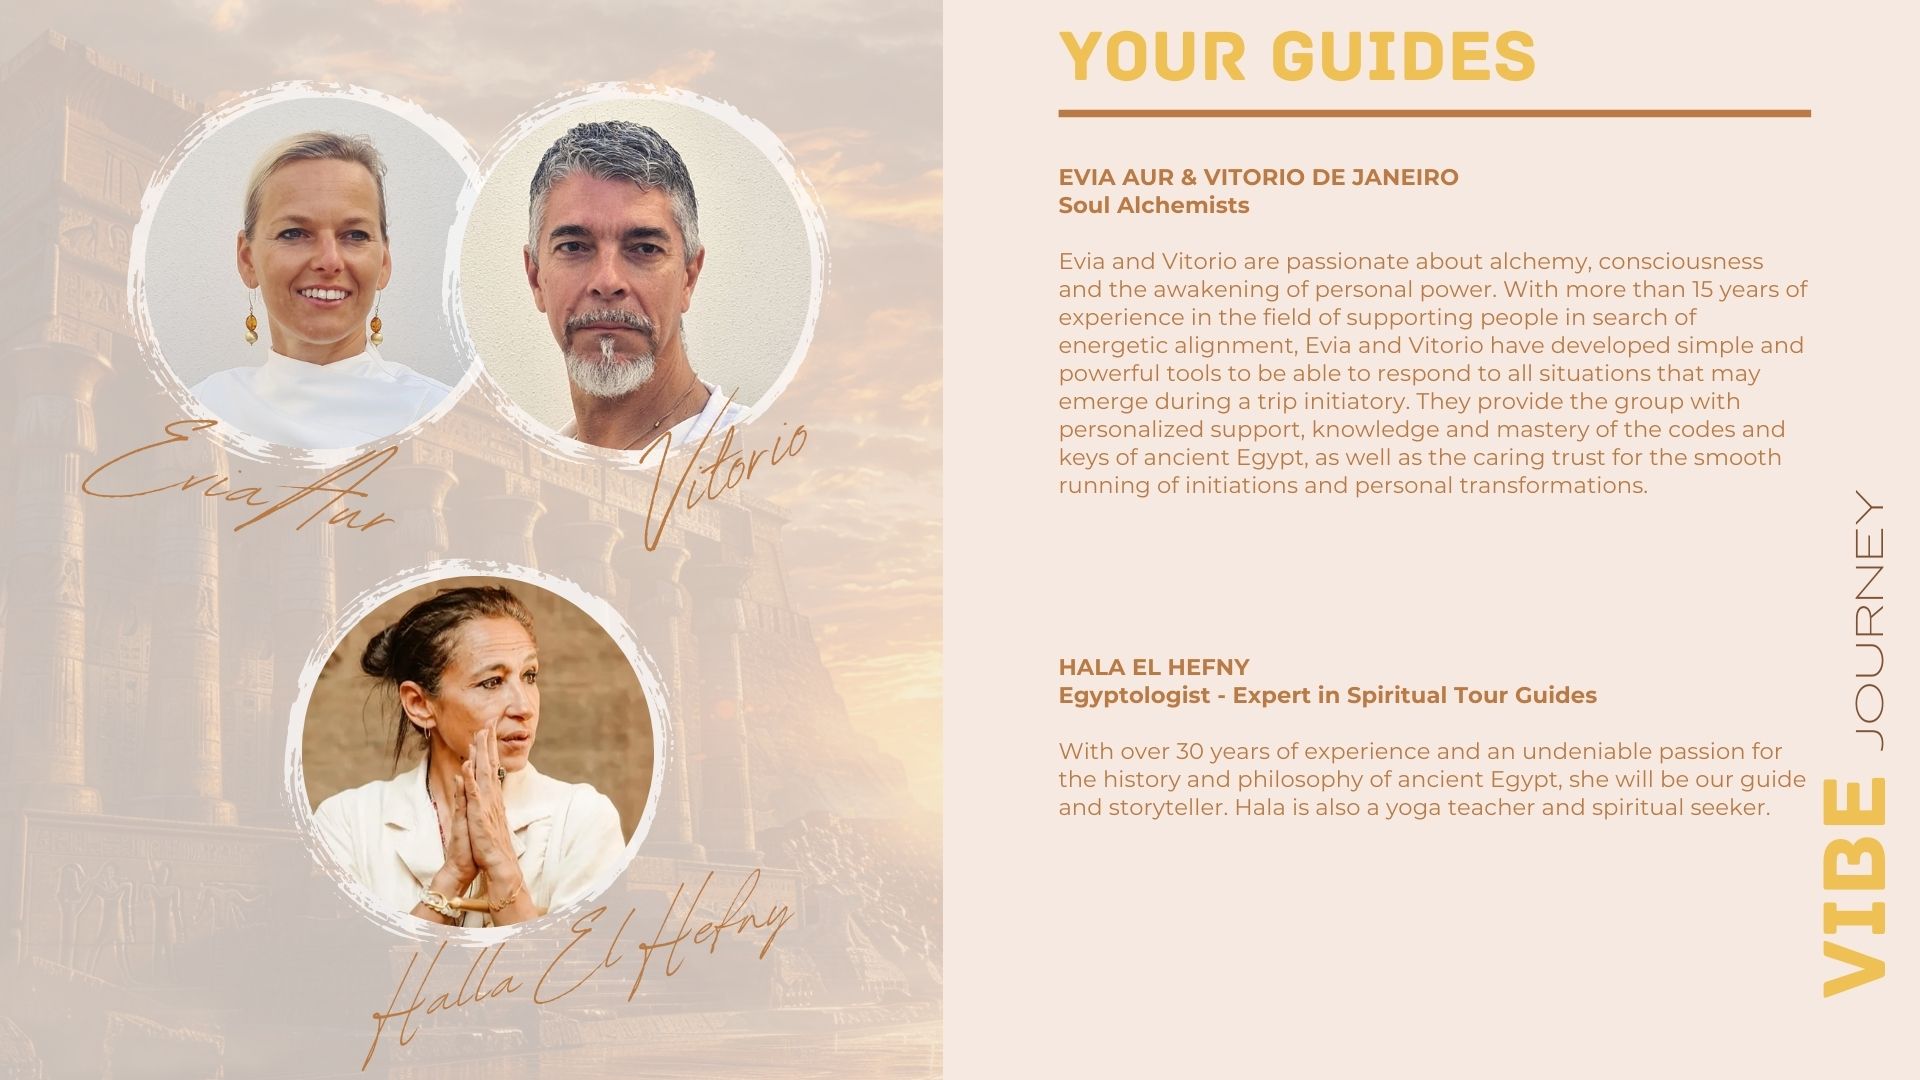 Evia Aur
Vitorio
Halla El Hefny
YOUR GUIDES
EVIA AUR & VITORIO DE JANEIRO
Soul Alchemists
Evia and Vitorio are passionate about alchemy, consciousness
and the awakening of personal power. With more than 15 years of
experience in the field of supporting people in search of
energetic alignment, Evia and Vitorio have developed simple and
powerful tools to be able to respond to all situations that may
emerge during a trip initiatory. They provide the group with
personalized support, knowledge and mastery of the codes and
keys of ancient Egypt, as well as the caring trust for the smooth
running of initiations and personal transformations.
HALA EL HEFNY
Egyptologist - Expert in Spiritual Tour Guides
With over 30 years of experience and an undeniable passion for
the history and philosophy of ancient Egypt, she will be our guide
and storyteller. Hala is also a yoga teacher and spiritual seeker.
VIBE JOURNEY